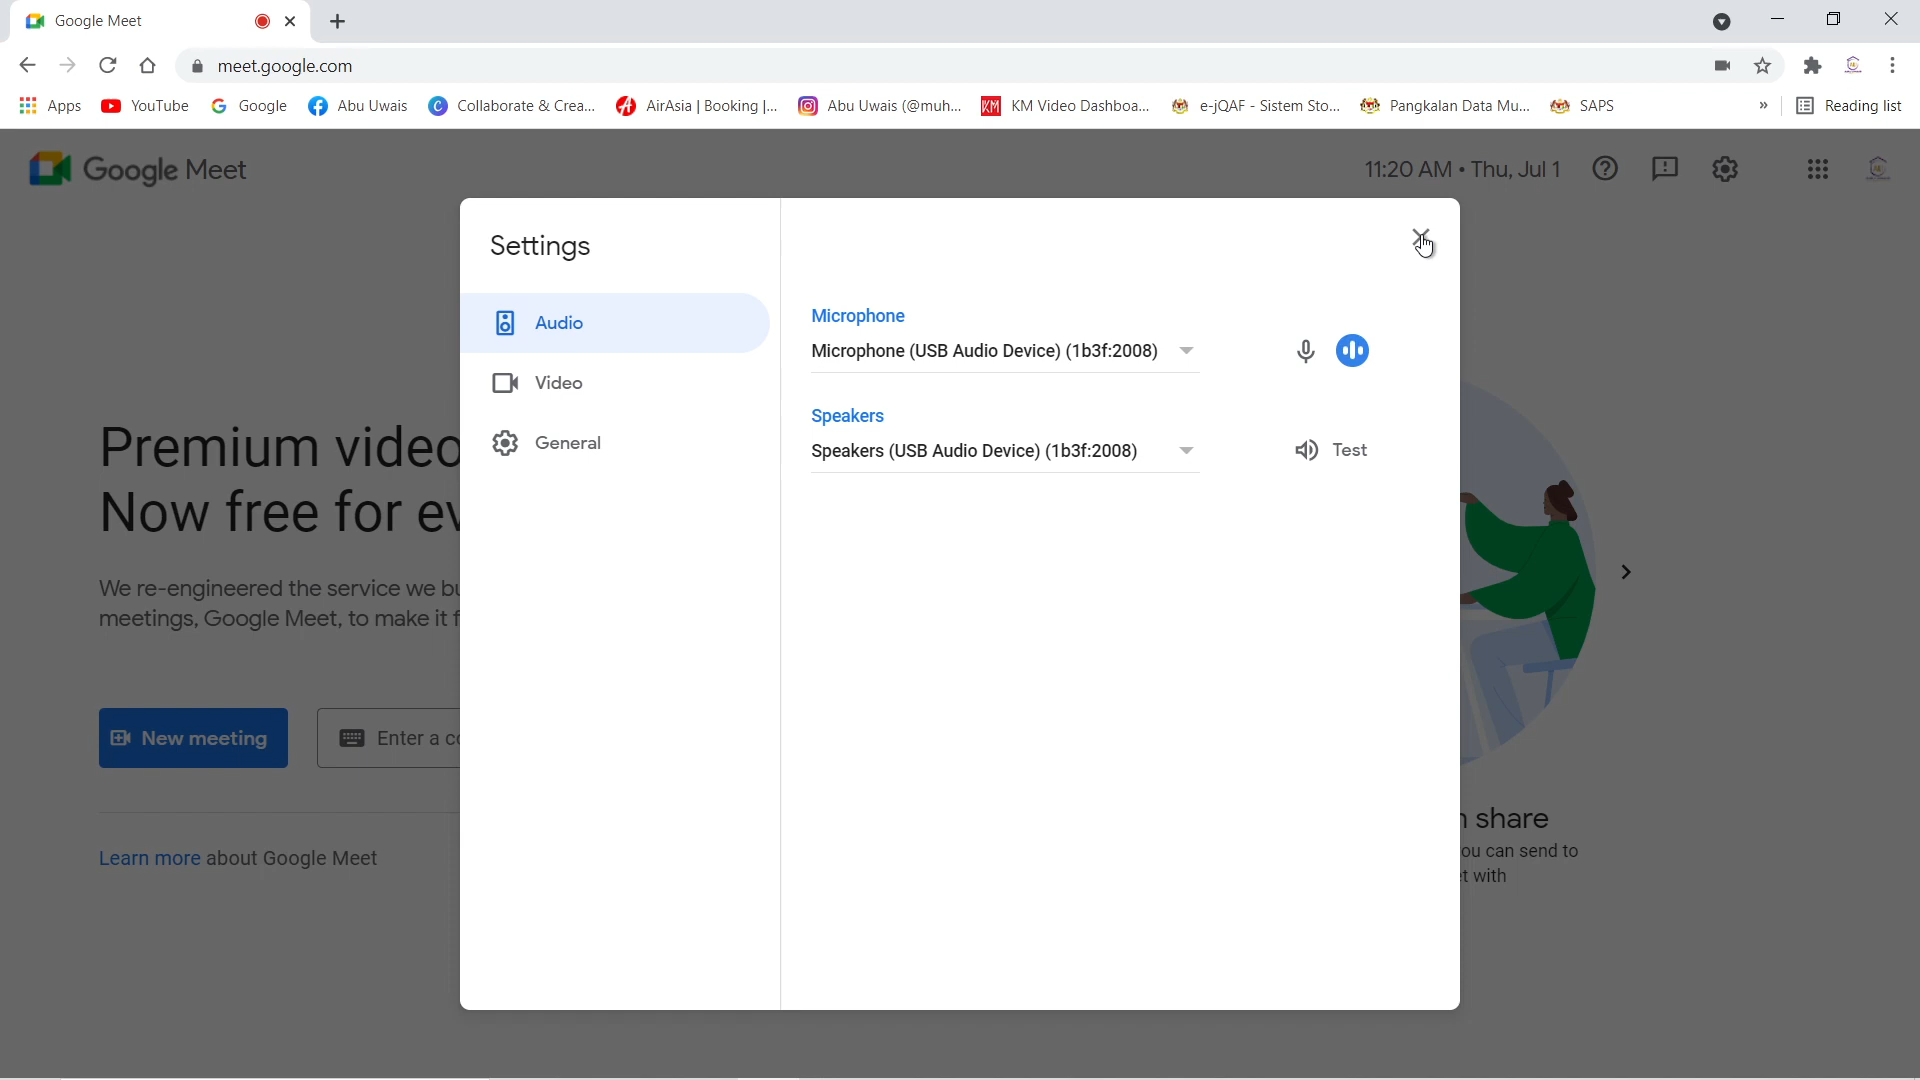 Google Meet
meet.google.com
Apps YouTube Google Abu Uwais Collaborate & Crea... AirAsia | Booking |... Abu Uwais (@muh... KM Video Dashboa... e-jQAF - Sistem Sto... Pangkalan Data Mu... SAPS » Reading list
Google Meet 11:20 AM • Thu, Jul 1
Settings
Audio
Video
General
Microphone
Microphone (USB Audio Device) (1b3f:2008)
Speakers
Speakers (USB Audio Device) (1b3f:2008) Test
Premium video
Now free for ev
We re-engineered the service we bu
meetings, Google Meet, to make it f
New meeting Enter a co
Learn more about Google Meet
n share
ou can send to
et with